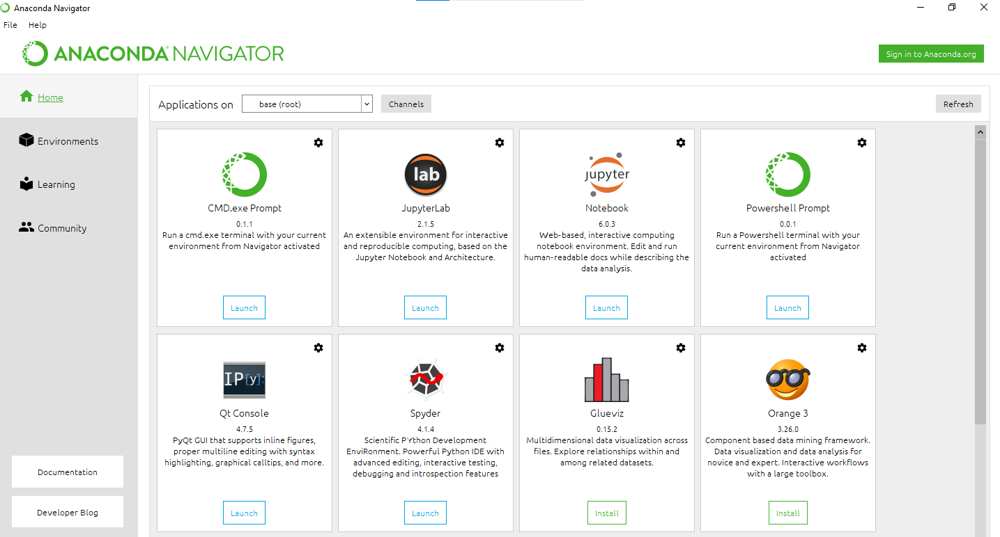 Anaconda Navigator
File Help
ANACONDA NAVIGATOR
Sign in to Anaconda.org
Home
Environments
Learning
Community
Documentation
Developer Blog
Applications on base (root) Channels Refresh
CMD.exe Prompt
0.1.1
Run a cmd.exe terminal with your current
environment from Navigator activated
Launch
lab
JupyterLab
2.1.5
An extensible environment for interactive
and reproducible computing, based on the
Jupyter Notebook and Architecture.
Launch
jupyter
Notebook
6.0.3
Web-based, interactive computing
notebook environment. Edit and run
human-readable docs while describing the
data analysis.
Launch
Powershell Prompt
0.0.1
Run a Powershell terminal with your
current environment from Navigator
activated
Launch
IP[y]:
Qt Console
4.7.5
PyQt GUI that supports inline figures,
proper multiline editing with syntax
highlighting, graphical calltips, and more.
Launch
Spyder
4.1.4
Scientific PYthon Development
EnviRonment. Powerful Python IDE with
advanced editing, interactive testing,
debugging and introspection features
Launch
Glueviz
0.15.2
Multidimensional data visualization across
files. Explore relationships within and
among related datasets.
Install
Orange 3
3.26.0
Component based data mining framework.
Data visualization and data analysis for
novice and expert. Interactive workflows
with a large toolbox.
Install